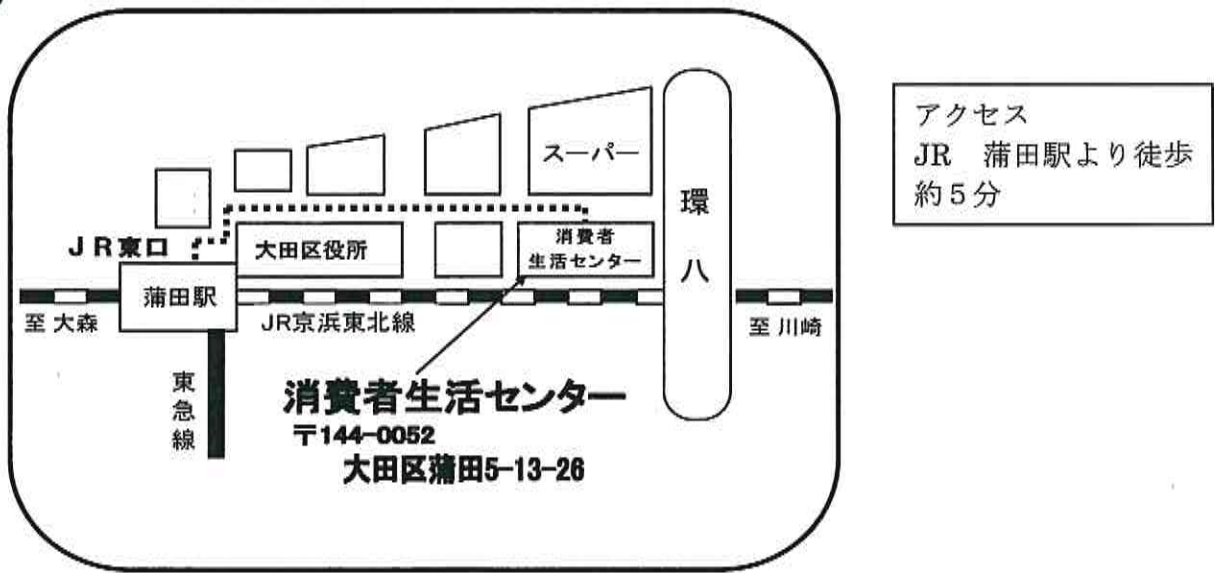 スーパー
環八
JR東口
大田区役所
消費者
生活センター
蒲田駅
至 大森
JR京浜東北線
至 川崎
東急線
消費者生活センター
〒144-0052
大田区蒲田5-13-26
アクセス
JR 蒲田駅より徒歩
約5分